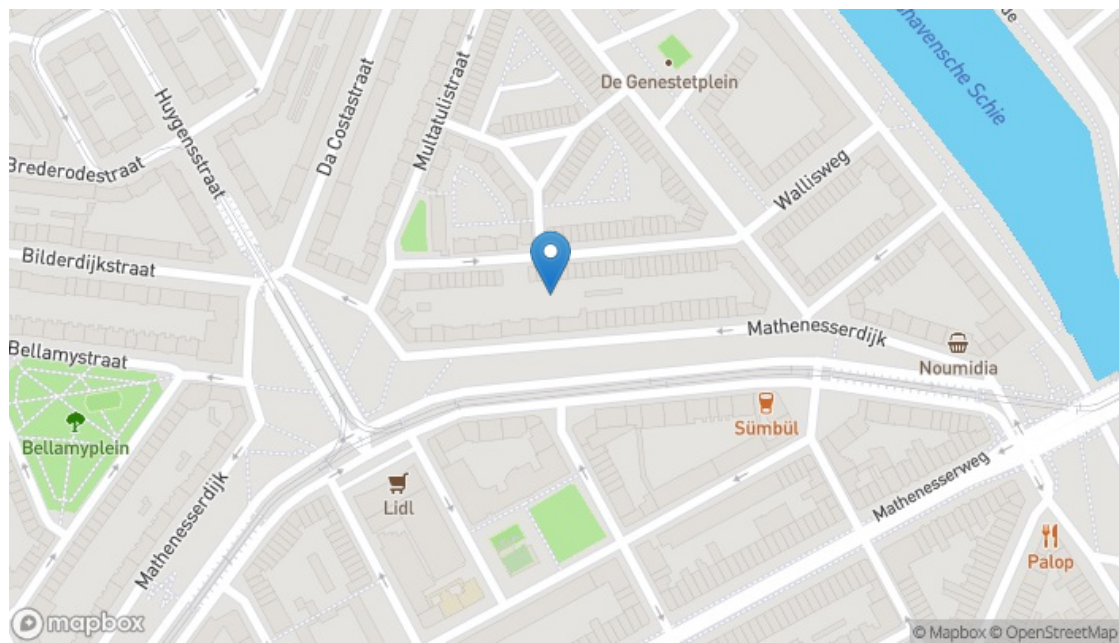 De Genestetplein
Huygensstraat
Da Costastraat
Multatulistraat
Brederodestraat
Wallisweg
Bilderdijkstraat
Mathenesserdijk
Bellamystraat
Noumidia
Sümbül
Bellamyplein
Mathenesserweg
Lidl
Mathenesserdijk
Palop
mapbox
© Mapbox © OpenStreetMap